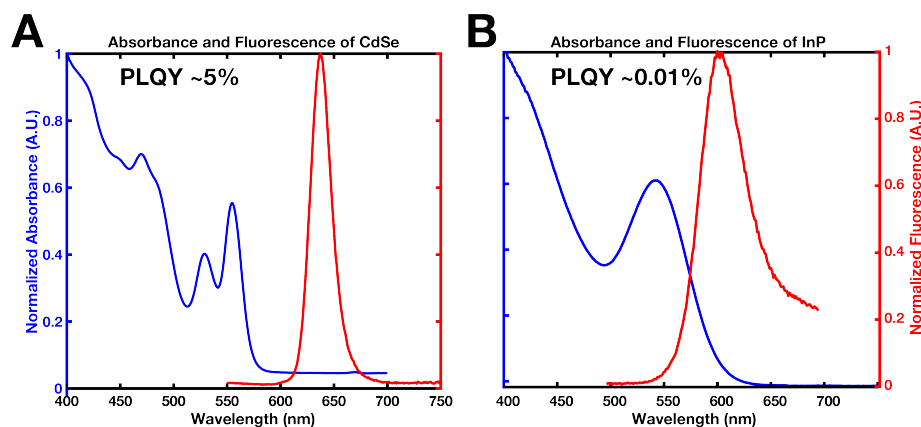 A
Absorbance and Fluorescence of CdSe
PLQY ~5%
Normalized Absorbance (A.U.)
1
0.8
0.6
0.4
0.2
0
400 450 500 550 600 650 700 750
Wavelength (nm)
B
Absorbance and Fluorescence of InP
PLQY ~0.01%
1
0.8
0.6
0.4
0.2
0
Normalized Fluorescence (A.U.)
400 450 500 550 600 650 700
Wavelength (nm)